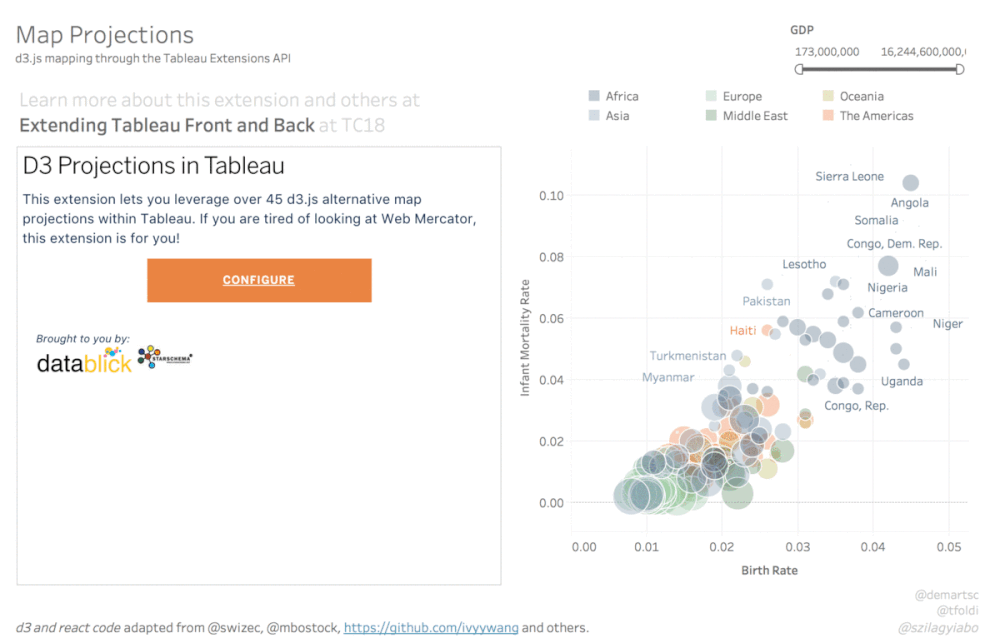 Map Projections
d3.js mapping through the Tableau Extensions API
Learn more about this extension and others at
Extending Tableau Front and Back at TC18
D3 Projections in Tableau
This extension lets you leverage over 45 d3.js alternative map
projections within Tableau. If you are tired of looking at Web Mercator,
this extension is for you!
CONFIGURE
Brought to you by:
datablick
STARSCHEMA
GDP
173,000,000 16,244,600,000,
Africa Europe Oceania
Asia Middle East The Americas
Infant Mortality Rate
0.10
0.08
0.06
0.04
0.02
0.00
Sierra Leone
Angola
Somalia
Congo, Dem. Rep.
Lesotho
Mali
Nigeria
Pakistan
Cameroon
Niger
Haiti
Turkmenistan
Myanmar
Uganda
Congo, Rep.
0.00 0.01 0.02 0.03 0.04 0.05
Birth Rate
@demartsc
@tfoldi
@szilagyiabo
d3 and react code adapted from @swizec, @mbostock, https://github.com/ivyywang and others.